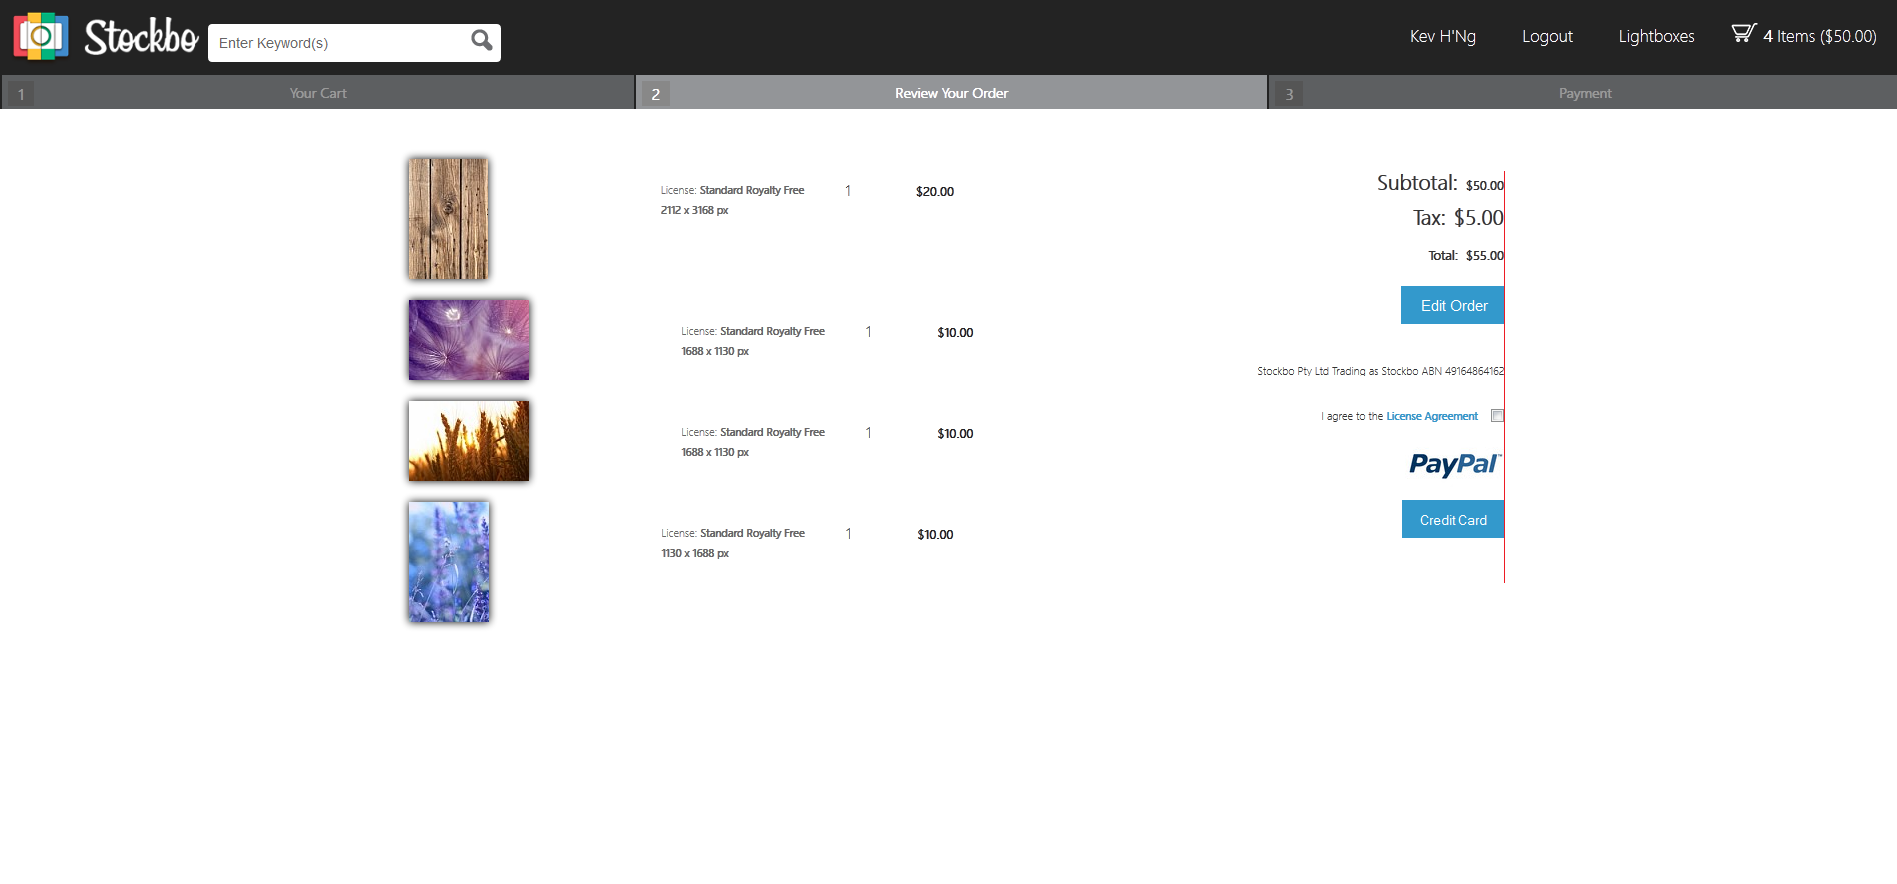 Stockbo
Enter Keyword(s)
Kev H'Ng
Logout
Lightboxes
4 Items ($50.00)
1
Your Cart
2
Review Your Order
3
Payment
License: Standard Royalty Free
2112 x 3168 px
1
$20.00
License: Standard Royalty Free
1688 x 1130 px
1
$10.00
License: Standard Royalty Free
1688 x 1130 px
1
$10.00
License: Standard Royalty Free
1130 x 1688 px
1
$10.00
Subtotal: $50.00
Tax: $5.00
Total: $55.00
Edit Order
Stockbo Pty Ltd Trading as Stockbo ABN 49164864162
I agree to the License Agreement
PayPal™
Credit Card